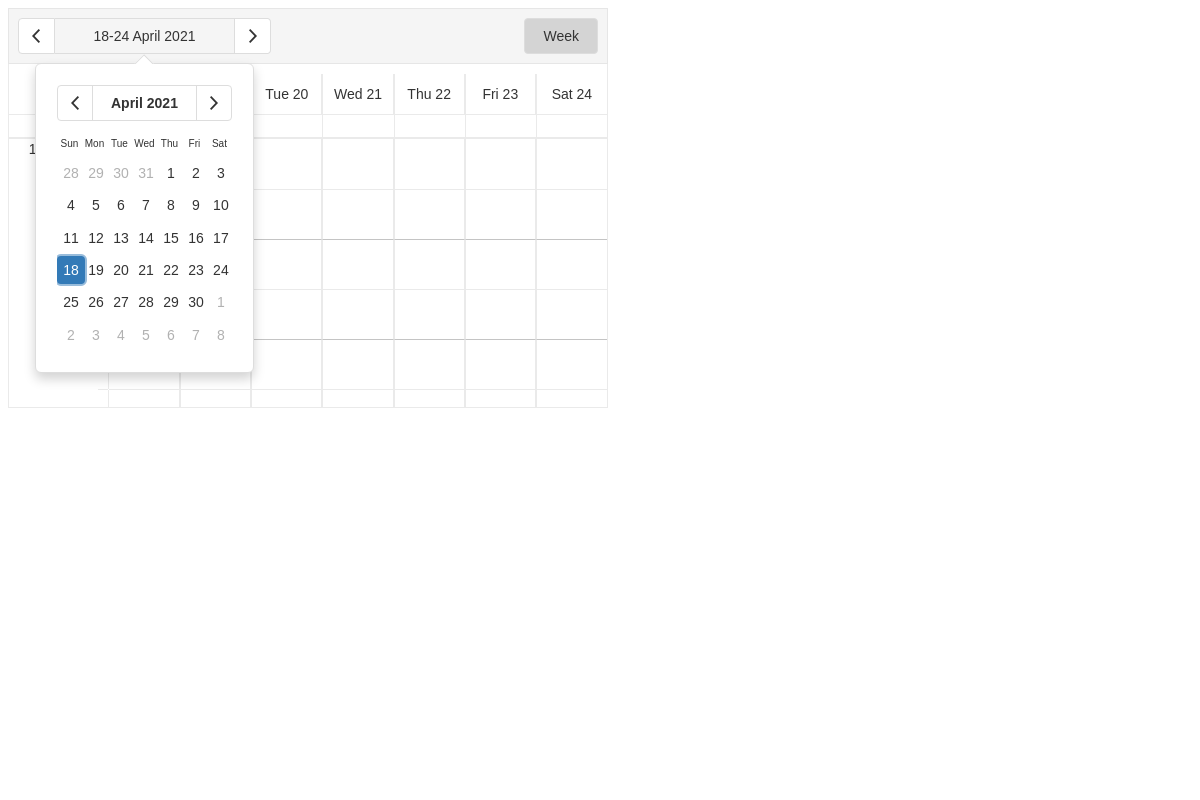 18-24 April 2021
Week
Tue 20 Wed 21 Thu 22 Fri 23 Sat 24
April 2021
Sun Mon Tue Wed Thu Fri Sat
28 29 30 31 1 2 3
4 5 6 7 8 9 10
11 12 13 14 15 16 17
18 19 20 21 22 23 24
25 26 27 28 29 30 1
2 3 4 5 6 7 8